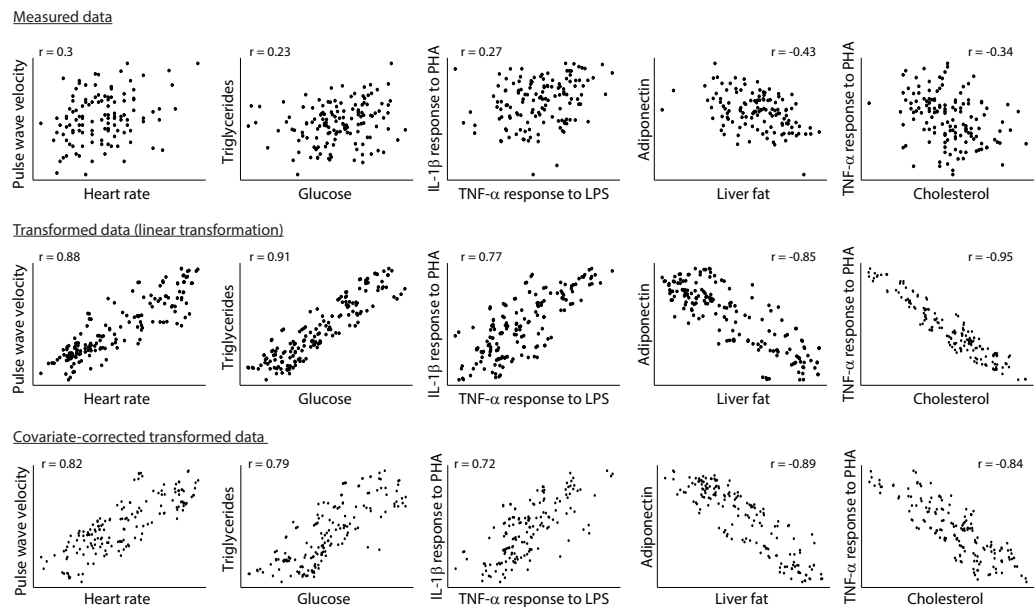 Measured data
r = 0.3
Pulse wave velocity
Heart rate
r = 0.23
Triglycerides
Glucose
r = 0.27
IL-1β response to PHA
TNF-α response to LPS
r = -0.43
Adiponectin
Liver fat
r = -0.34
TNF-α response to PHA
Cholesterol
Transformed data (linear transformation)
r = 0.88
Pulse wave velocity
Heart rate
r = 0.91
Triglycerides
Glucose
r = 0.77
IL-1β response to PHA
TNF-α response to LPS
r = -0.85
Adiponectin
Liver fat
r = -0.95
TNF-α response to PHA
Cholesterol
Covariate-corrected transformed data
r = 0.82
Pulse wave velocity
Heart rate
r = 0.79
Triglycerides
Glucose
r = 0.72
IL-1β response to PHA
TNF-α response to LPS
r = -0.89
Adiponectin
Liver fat
r = -0.84
TNF-α response to PHA
Cholesterol